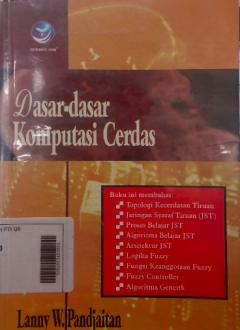 Dasar-dasar
Komputasi Cerdas
Buku ini membahas:
Topologi Kecerdasan Tiruan
Jaringan Syaraf Tiruan (JST)
Proses Belajar JST
Algoritma Belajar JST
Arsitektur JST
Logika Fuzzy
Fungsi Keanggotaan Fuzzy
Fuzzy Controller
Algoritma Genetik
Lanny W. Pandjaitan